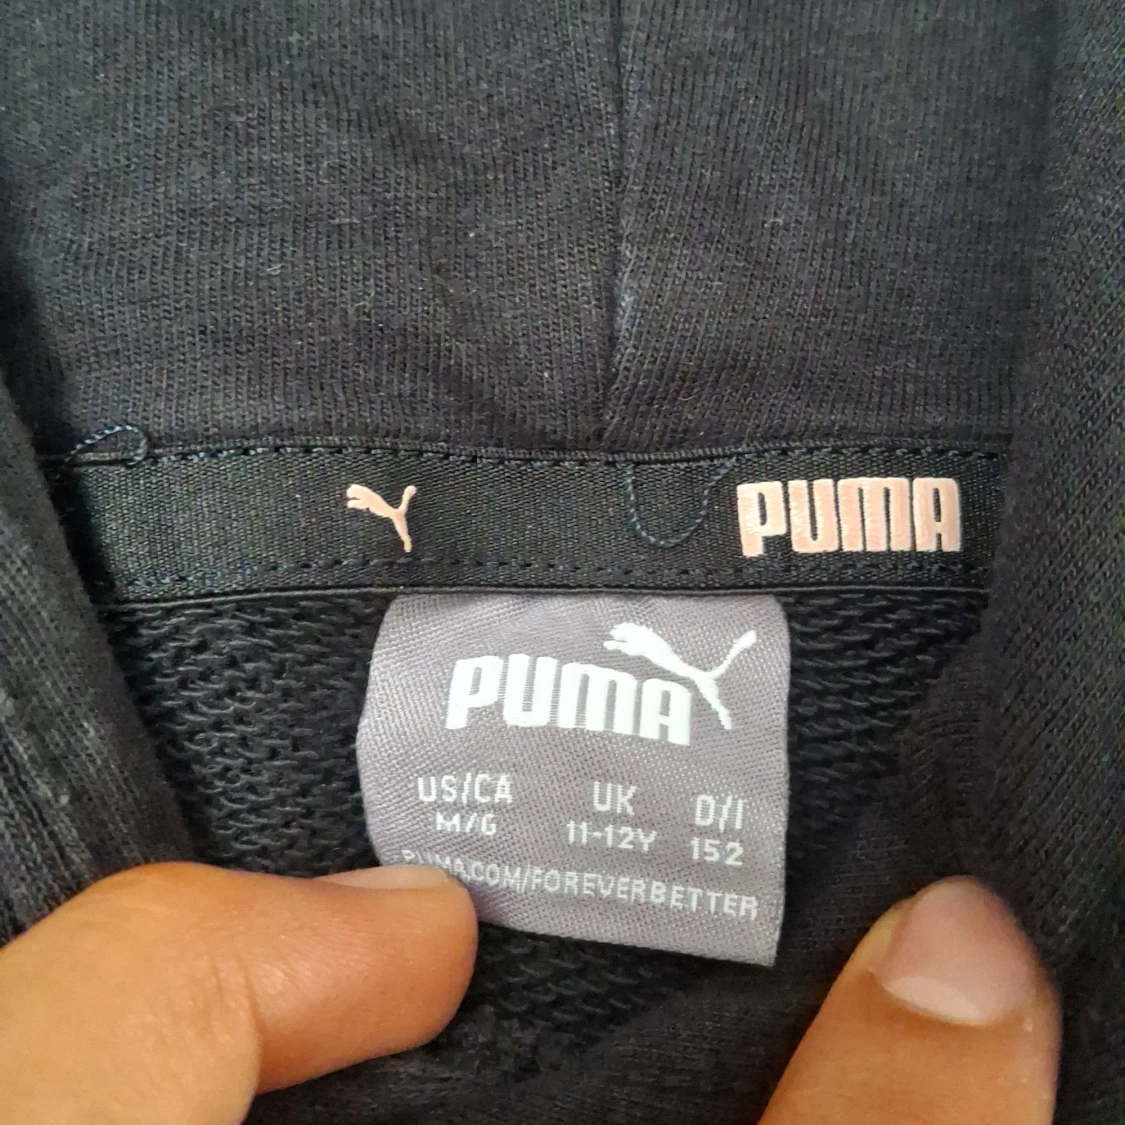 PUMA
PUMA
US/CA UK D/I
M/G 11-12Y 152
PUMA.COM/FOREVERBETTER